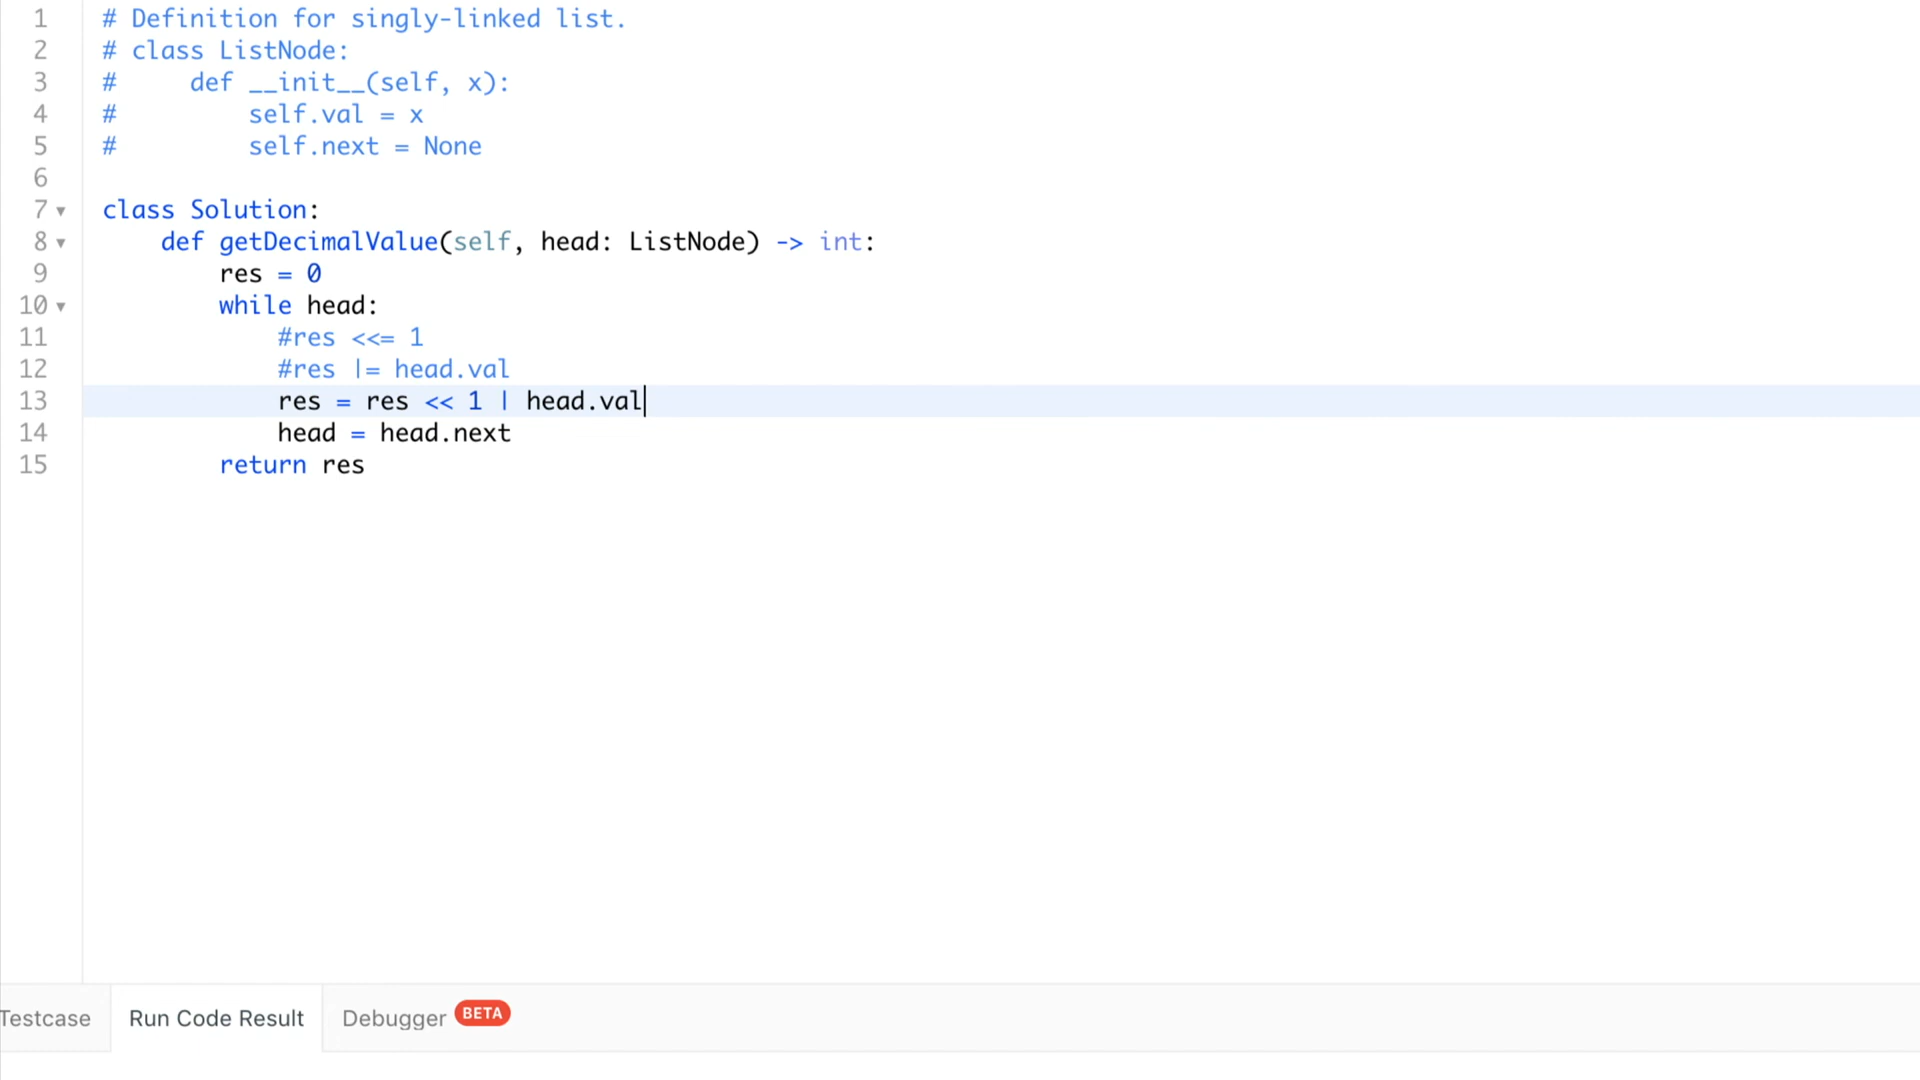 1 # Definition for singly-linked list.
2 # class ListNode:
3 #     def __init__(self, x):
4 #         self.val = x
5 #         self.next = None
6
7 class Solution:
8     def getDecimalValue(self, head: ListNode) -> int:
9         res = 0
10         while head:
11             #res <<= 1
12             #res |= head.val
13             res = res << 1 | head.val
14             head = head.next
15         return res
Testcase Run Code Result Debugger BETA